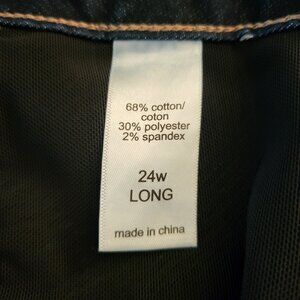 68% cotton/
coton
30% polyester
2% spandex
24w
LONG
made in china